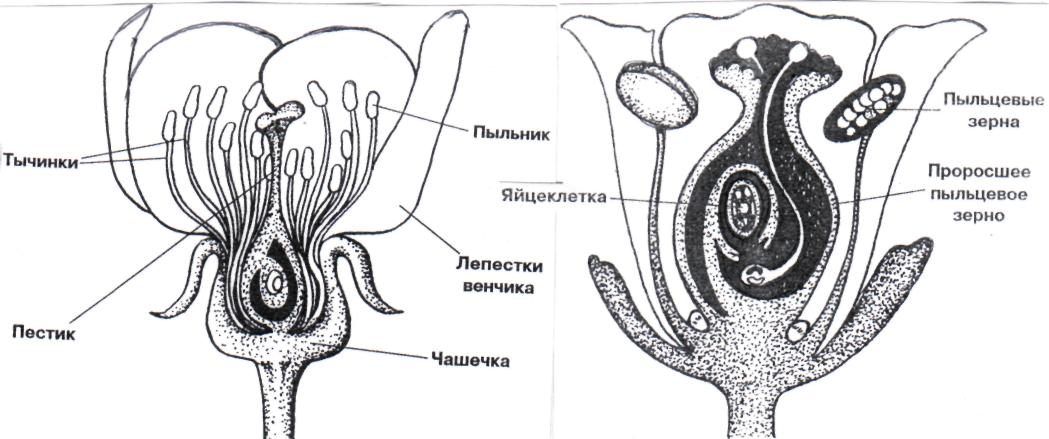 Тычинки
Пестик
Пыльник
Лепестки
венчика
Чашечка
Яйцеклетка
Пыльцевые
зерна
Проросшее
пыльцевое
зерно